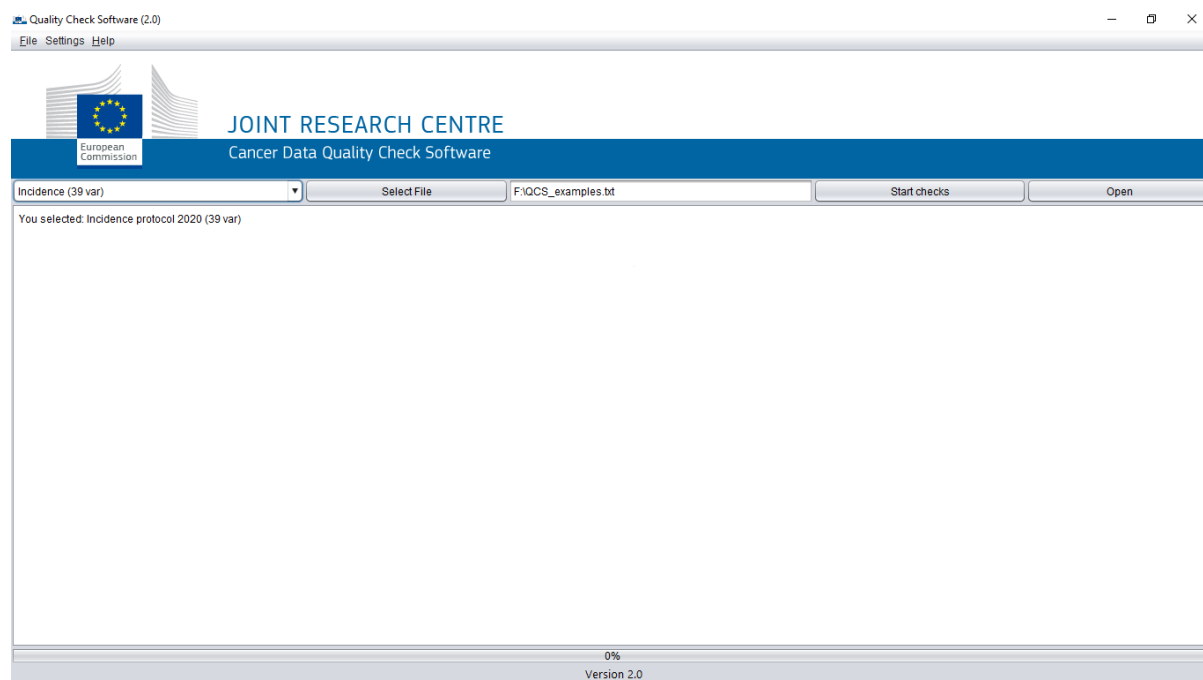 Quality Check Software (2.0)
File Settings Help
JOINT RESEARCH CENTRE
European
Commission
Cancer Data Quality Check Software
Incidence (39 var) Select File F:\QCS_examples.txt Start checks Open
You selected: Incidence protocol 2020 (39 var)
0%
Version 2.0